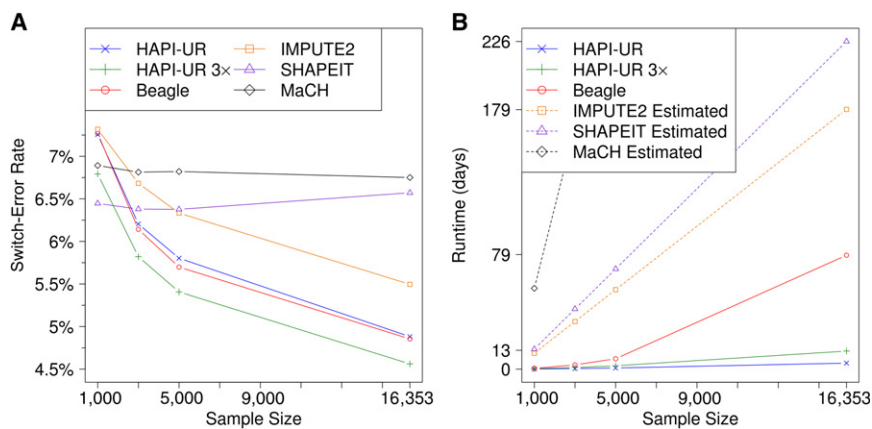 A
HAPI-UR
HAPI-UR 3×
Beagle
IMPUTE2
SHAPEIT
MaCH
Switch-Error Rate
7%
6.5%
6%
5.5%
5%
4.5%
1,000
5,000
9,000
16,353
Sample Size
B
HAPI-UR
HAPI-UR 3×
Beagle
IMPUTE2 Estimated
SHAPEIT Estimated
MaCH Estimated
Runtime (days)
226
179
79
13
0
1,000
5,000
9,000
16,353
Sample Size